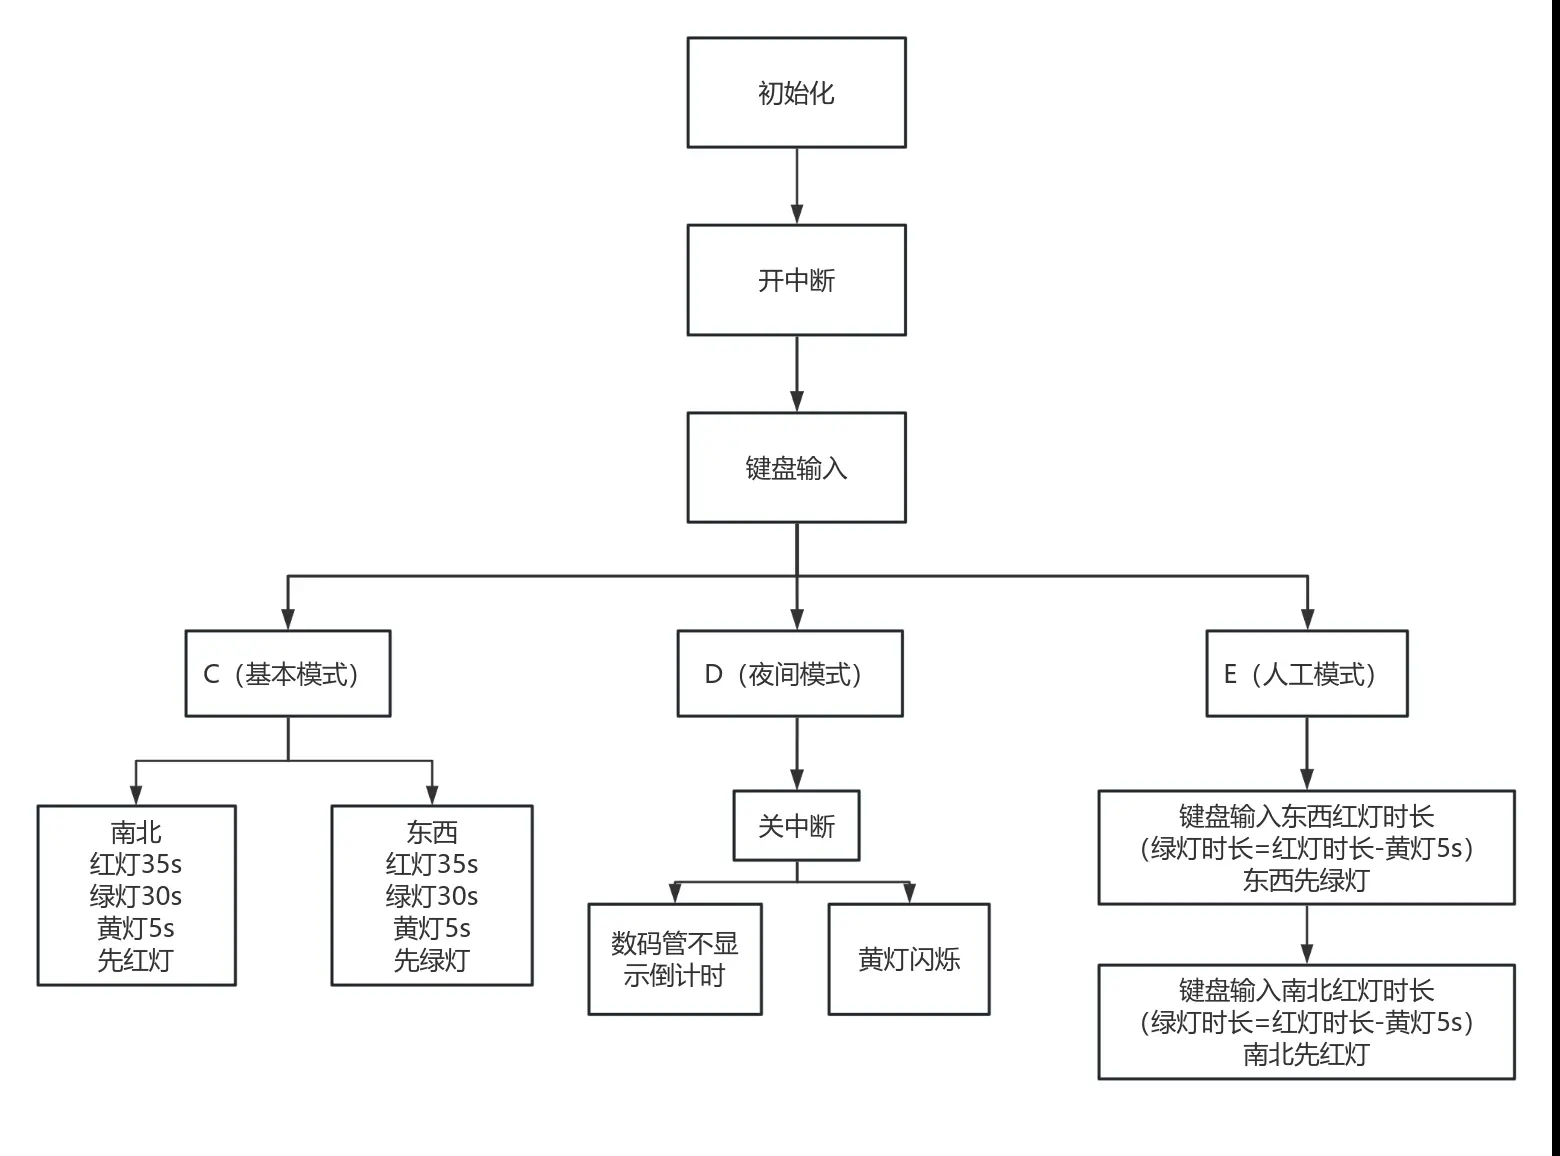 初始化
开中断
键盘输入
C（基本模式）
D（夜间模式）
E（人工模式）
南北
红灯35s
绿灯30s
黄灯5s
先红灯
东西
红灯35s
绿灯30s
黄灯5s
先绿灯
关中断
数码管不显
示倒计时
黄灯闪烁
键盘输入东西红灯时长
（绿灯时长=红灯时长-黄灯5s）
东西先绿灯
键盘输入南北红灯时长
（绿灯时长=红灯时长-黄灯5s）
南北先红灯